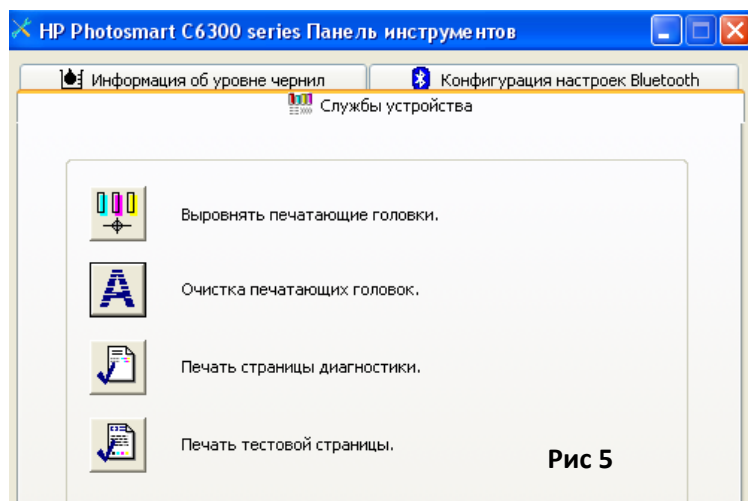 HP Photosmart C6300 series Панель инструментов
Информация об уровне чернил
Конфигурация настроек Bluetooth
Службы устройства
Выровнять печатающие головки.
Очистка печатающих головок.
Печать страницы диагностики.
Печать тестовой страницы.
Рис 5